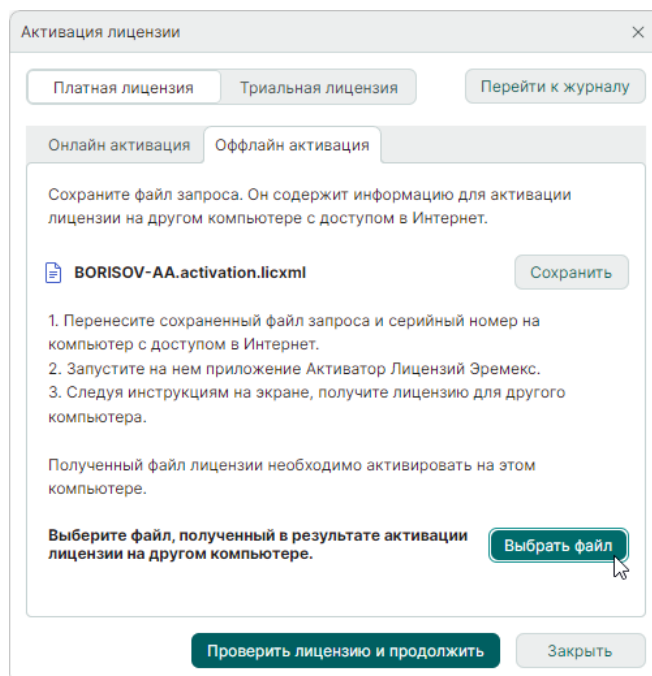 Активация лицензии
Платная лицензия
Триальная лицензия
Перейти к журналу
Онлайн активация
Оффлайн активация
Сохраните файл запроса. Он содержит информацию для активации
лицензии на другом компьютере с доступом в Интернет.
BORISOV-AA.activation.licxml
Сохранить
1. Перенесите сохраненный файл запроса и серийный номер на
компьютер с доступом в Интернет.
2. Запустите на нем приложение Активатор Лицензий Эремекс.
3. Следуя инструкциям на экране, получите лицензию для другого
компьютера.
Полученный файл лицензии необходимо активировать на этом
компьютере.
Выберите файл, полученный в результате активации
лицензии на другом компьютере.
Выбрать файл
Проверить лицензию и продолжить
Закрыть